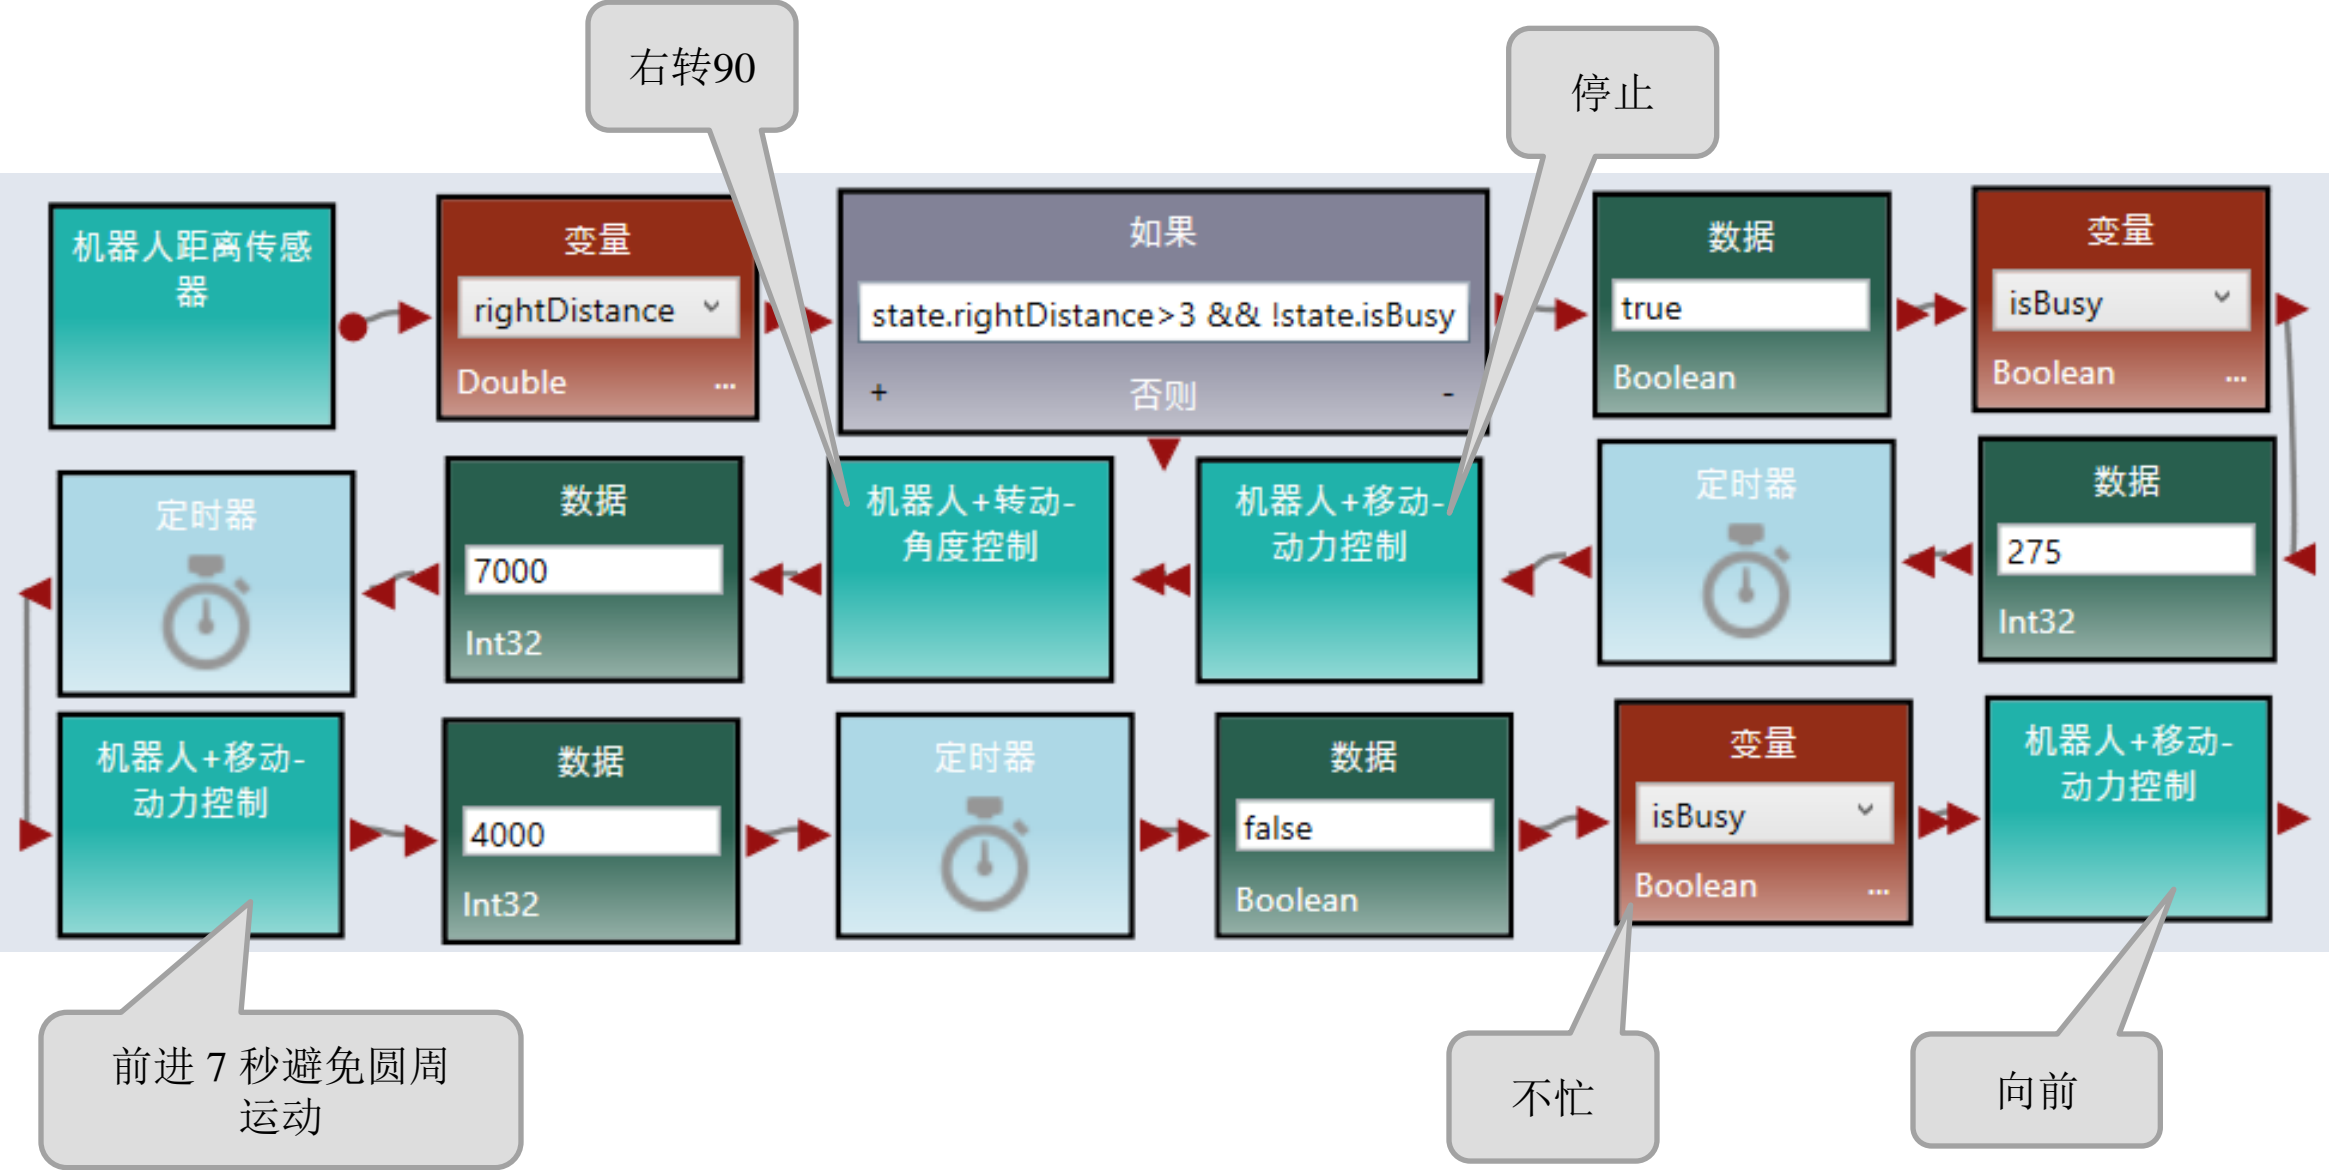 右转90
停止
机器人距离传感
器
变量
rightDistance
Double
...
如果
state.rightDistance>3 && !state.isBusy
+
否则
-
数据
true
Boolean
变量
isBusy
Boolean
...
定时器
数据
7000
Int32
机器人+转动-
角度控制
机器人+移动-
动力控制
定时器
数据
275
Int32
机器人+移动-
动力控制
数据
4000
Int32
定时器
数据
false
Boolean
变量
isBusy
Boolean
...
机器人+移动-
动力控制
前进 7 秒避免圆周
运动
不忙
向前